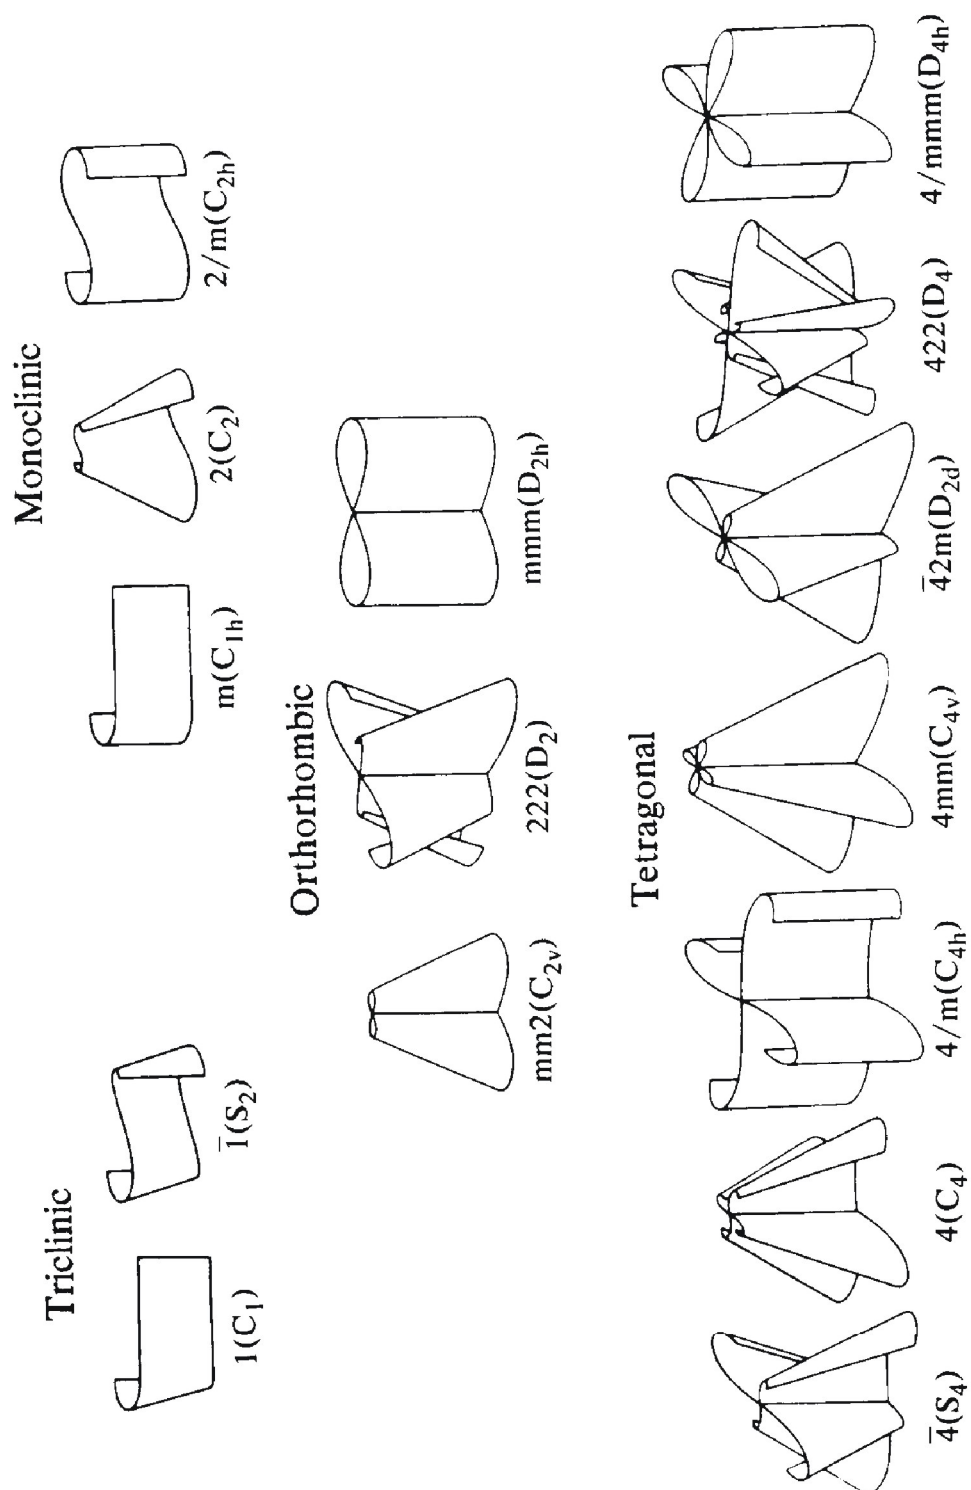 Triclinic
Monoclinic
1(C₁)
1̅(S₂)
m(C₁ₕ)
2(C₂)
2/m(C₂ₕ)
Orthorhombic
mm2(C₂ᵥ)
222(D₂)
mmm(D₂ₕ)
Tetragonal
4̅(S₄)
4(C₄)
4/m(C₄ₕ)
4mm(C₄ᵥ)
4̅2m(D₂d)
422(D₄)
4/mmm(D₄ₕ)